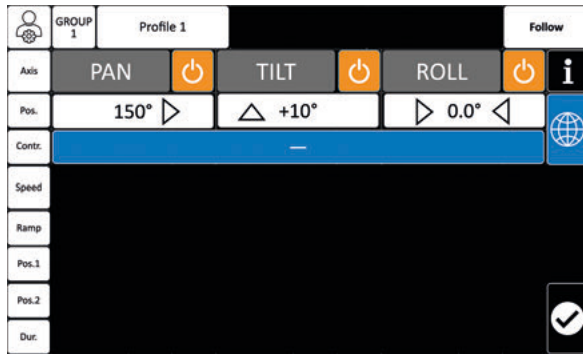 GROUP
1
Profile 1
Follow
Axis
PAN
TILT
ROLL
i
Pos.
150°
+10°
0.0°
Contr.
—
Speed
Ramp
Pos.1
Pos.2
Dur.